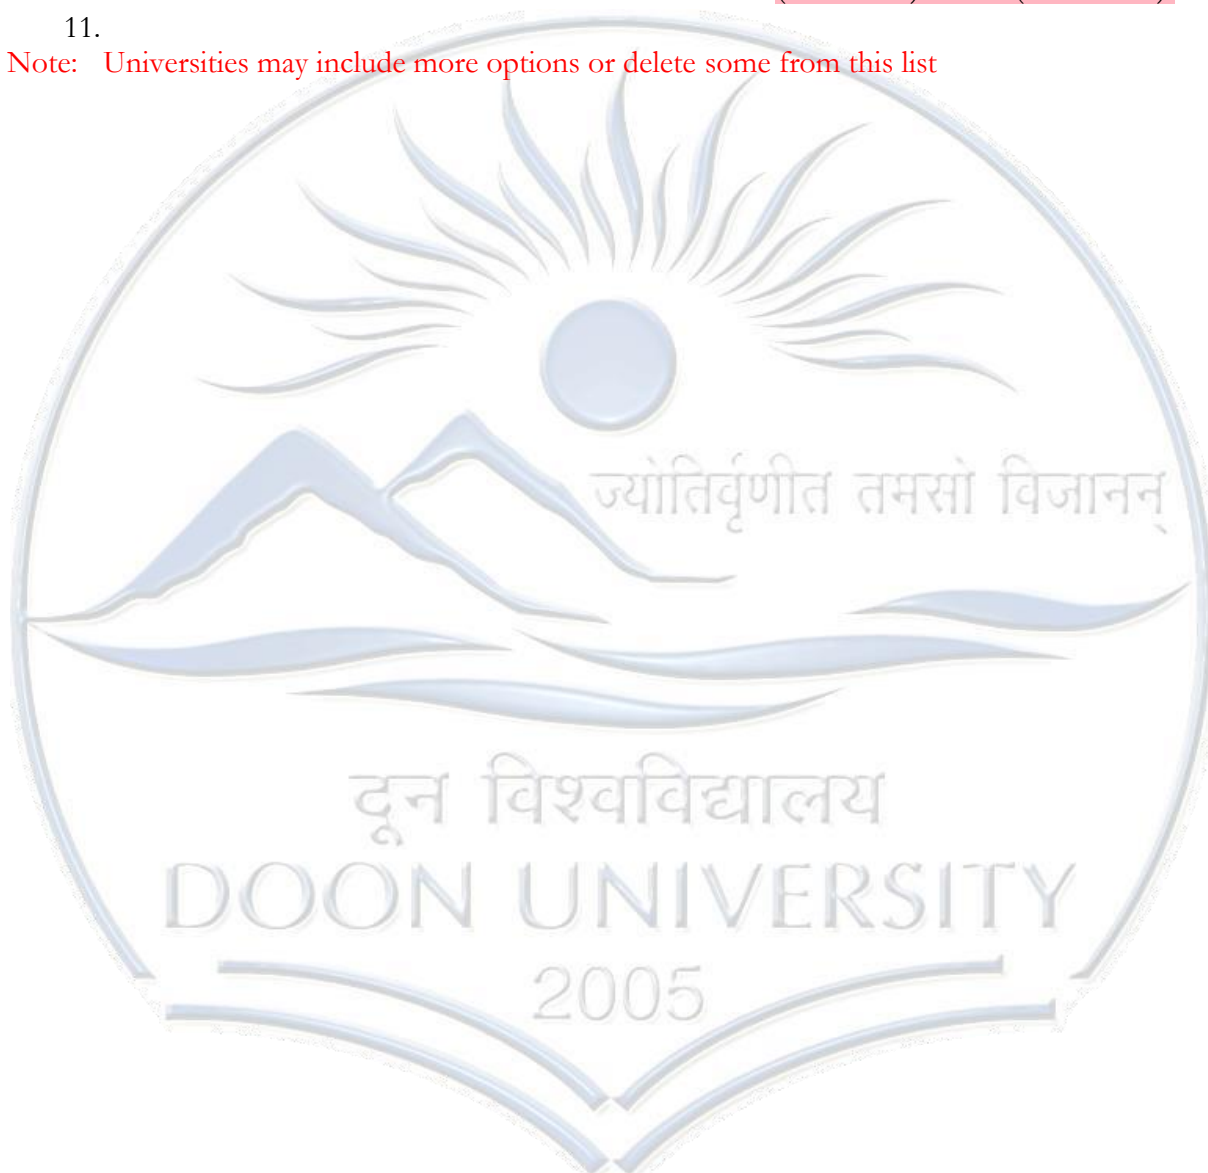 11.
Note: Universities may include more options or delete some from this list
ज्योतिर्वृणीत तमसो विजानन्
दून विश्वविद्यालय
DOON UNIVERSITY
2005